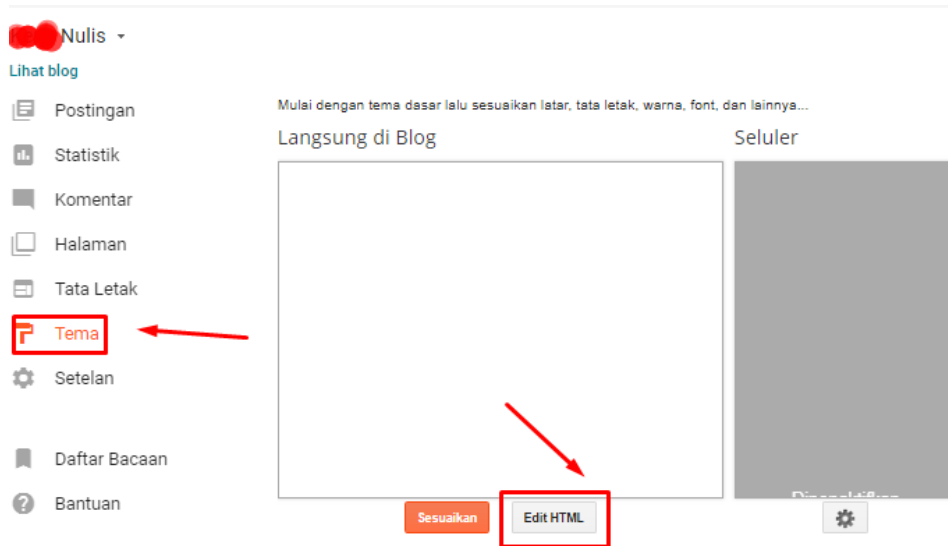 Nulis
Lihat blog
Postingan
Statistik
Komentar
Halaman
Tata Letak
Tema
Setelan
Daftar Bacaan
Bantuan
Mulai dengan tema dasar lalu sesuaikan latar, tata letak, warna, font, dan lainnya...
Langsung di Blog
Seluler
Sesuaikan
Edit HTML